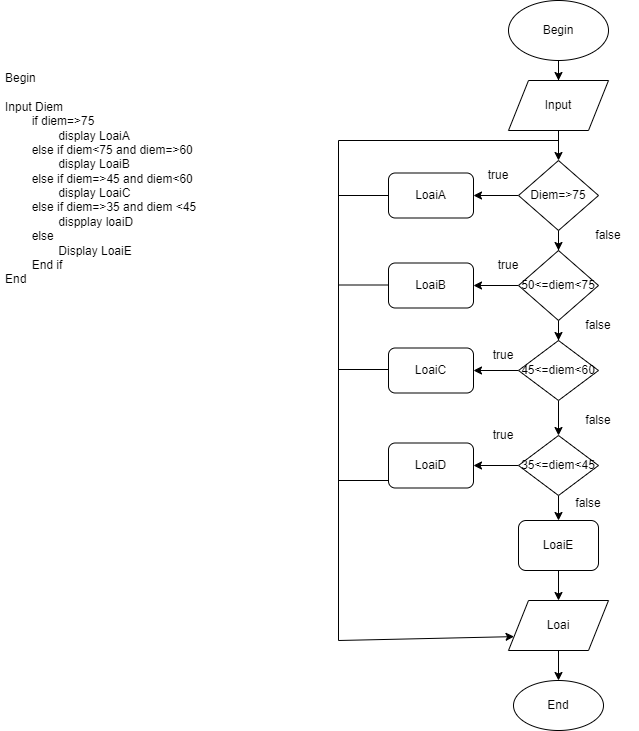 Begin
Input Diem
if diem=>75
display LoaiA
else if diem<75 and diem=>60
display LoaiB
else if diem=>45 and diem<60
display LoaiC
else if diem=>35 and diem <45
dispplay loaiD
else
Display LoaiE
End if
End
Begin
Input
Diem=>75
true
LoaiA
false
50<=diem<75
true
LoaiB
false
45<=diem<60
true
LoaiC
false
35<=diem<45
true
LoaiD
false
LoaiE
Loai
End